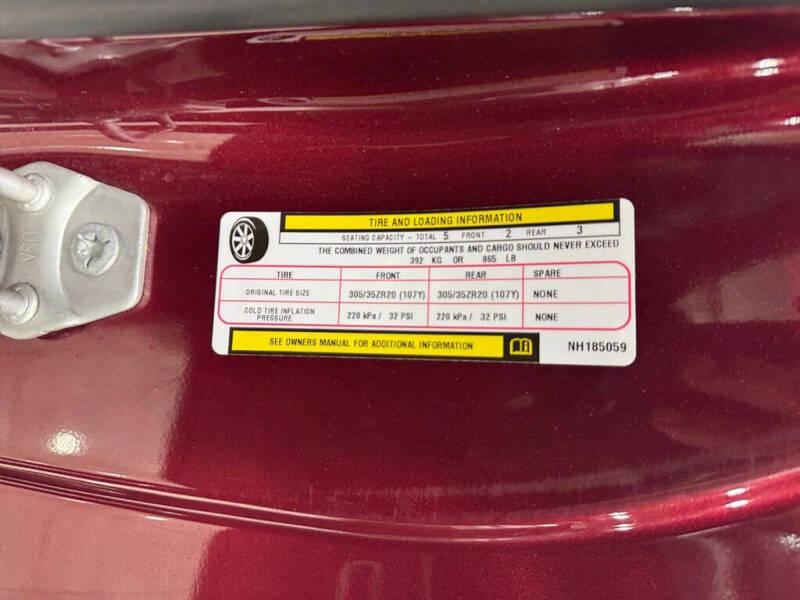 USA
TIRE AND LOADING INFORMATION
SEATING CAPACITY – TOTAL 5 FRONT 2 REAR 3
THE COMBINED WEIGHT OF OCCUPANTS AND CARGO SHOULD NEVER EXCEED
392 KG OR 865 LB
TIRE FRONT REAR SPARE
ORIGINAL TIRE SIZE 305/35ZR20 (107Y) 305/35ZR20 (107Y) NONE
COLD TIRE INFLATION PRESSURE 220 kPa / 32 PSI 220 kPa / 32 PSI NONE
SEE OWNERS MANUAL FOR ADDITIONAL INFORMATION
NH185059